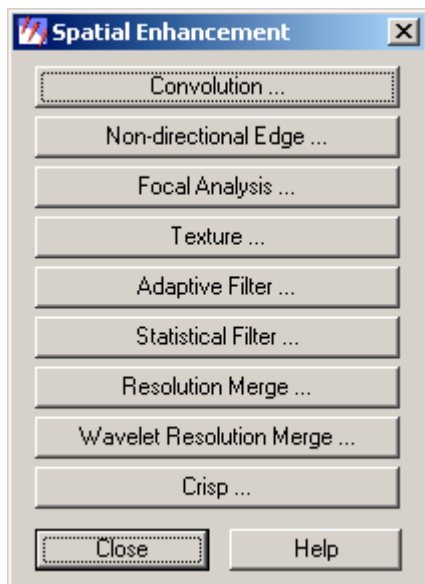 Spatial Enhancement
Convolution ...
Non-directional Edge ...
Focal Analysis ...
Texture ...
Adaptive Filter ...
Statistical Filter ...
Resolution Merge ...
Wavelet Resolution Merge ...
Crisp ...
Close Help